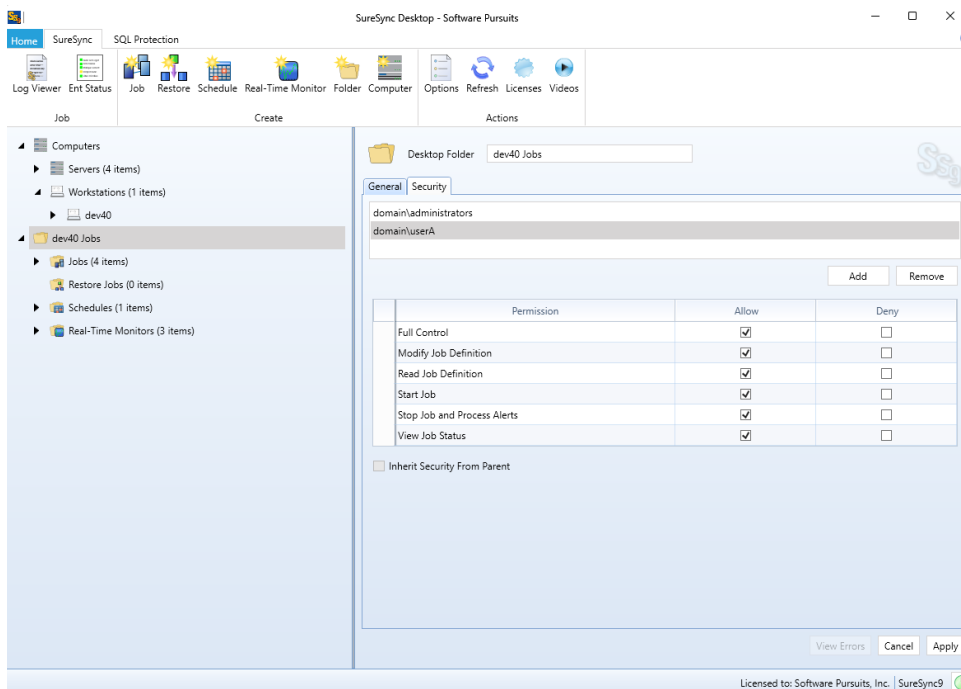 SureSync Desktop - Software Pursuits
Home SureSync SQL Protection
Log Viewer Ent Status Job Restore Schedule Real-Time Monitor Folder Computer Options Refresh Licenses Videos
Job Create Actions
Computers
Servers (4 items)
Workstations (1 items)
dev40
dev40 Jobs
Jobs (4 items)
Restore Jobs (0 items)
Schedules (1 items)
Real-Time Monitors (3 items)
Desktop Folder dev40 Jobs
General Security
domain\administrators
domain\userA
Add Remove
Permission Allow Deny
Full Control
Modify Job Definition
Read Job Definition
Start Job
Stop Job and Process Alerts
View Job Status
Inherit Security From Parent
View Errors Cancel Apply
Licensed to: Software Pursuits, Inc. SureSync9